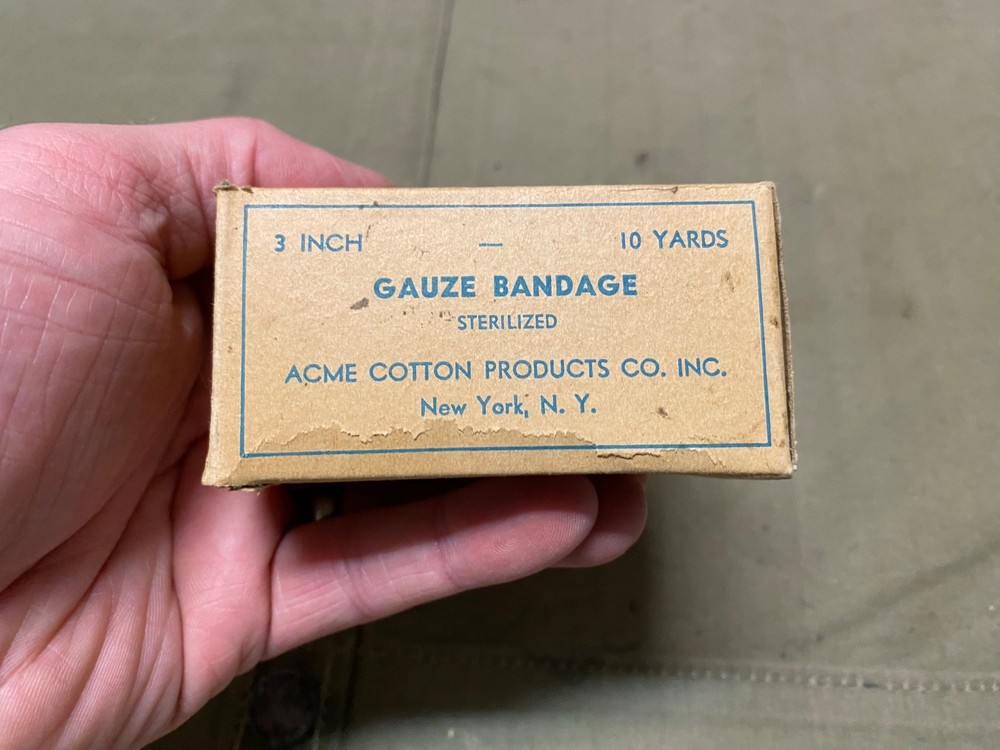 3 INCH — 10 YARDS
GAUZE BANDAGE
STERILIZED
ACME COTTON PRODUCTS CO. INC.
New York, N. Y.